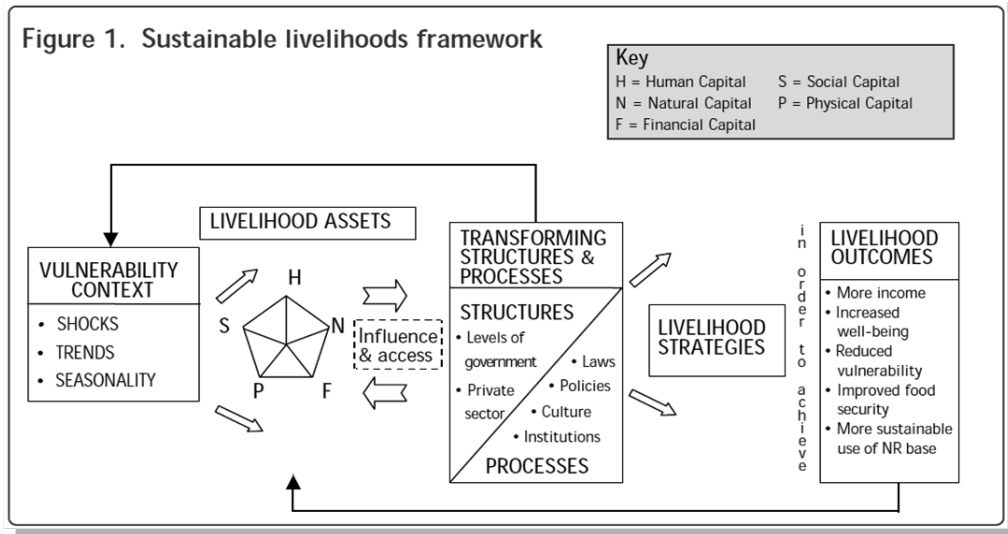 Figure 1. Sustainable livelihoods framework
Key
H = Human Capital S = Social Capital
N = Natural Capital P = Physical Capital
F = Financial Capital
LIVELIHOOD ASSETS
VULNERABILITY
CONTEXT
• SHOCKS
• TRENDS
• SEASONALITY
H
S
N
P
F
Influence
& access
TRANSFORMING
STRUCTURES &
PROCESSES
STRUCTURES
• Levels of
government
• Private
sector
• Laws
• Policies
• Culture
• Institutions
PROCESSES
LIVELIHOOD
STRATEGIES
in order to achieve
LIVELIHOOD
OUTCOMES
• More income
• Increased
well-being
• Reduced
vulnerability
• Improved food
security
• More sustainable
use of NR base